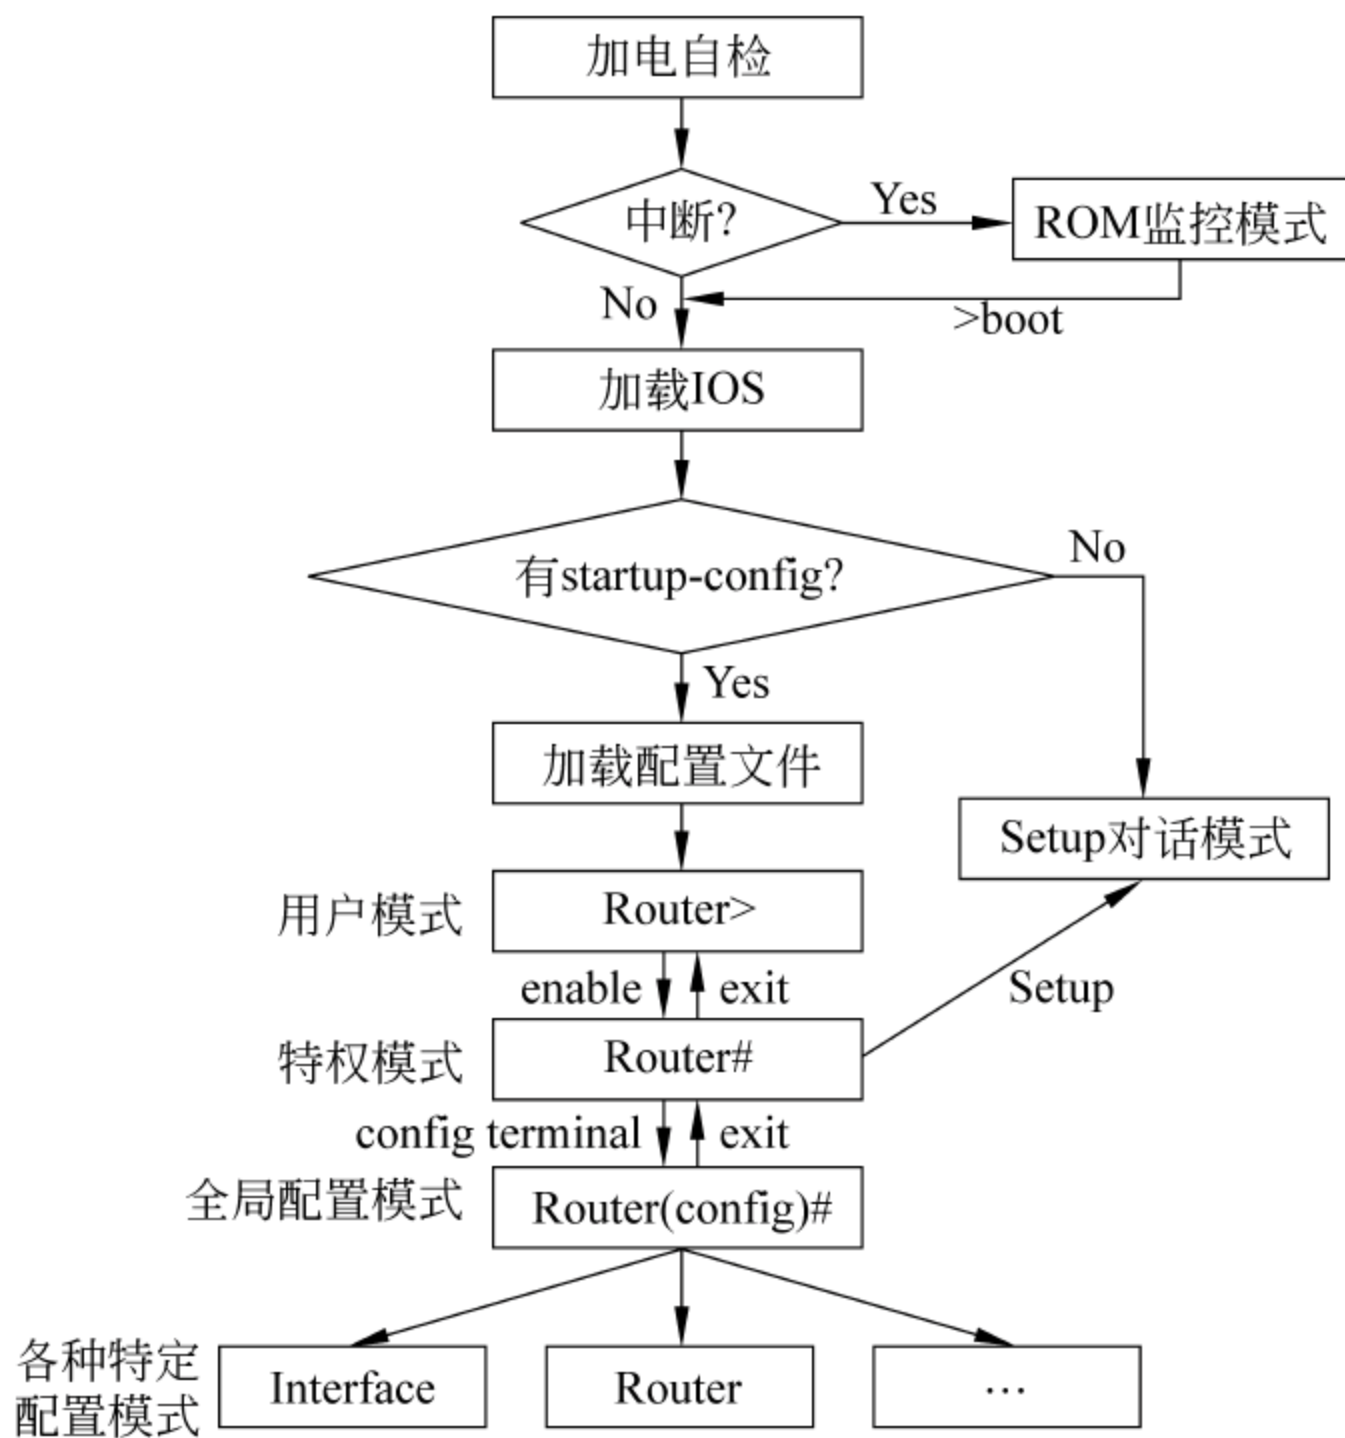 加电自检
中断?
Yes
ROM监控模式
No
>boot
加载IOS
有startup-config?
No
Yes
加载配置文件
Setup对话模式
用户模式
Router>
enable
exit
Setup
特权模式
Router#
config terminal
exit
全局配置模式
Router(config)#
各种特定
配置模式
Interface
Router
…